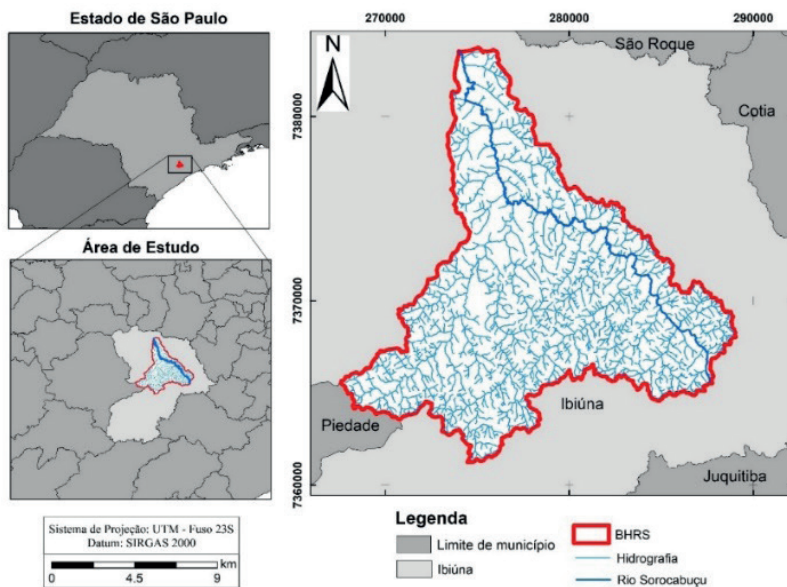 Estado de São Paulo
Área de Estudo
Sistema de Projeção: UTM - Fuso 23S
Datum: SIRGAS 2000
km
0 4.5 9
270000 280000 290000
N
7380000
7370000
7360000
São Roque
Cotia
Ibiúna
Piedade
Juquitiba
Legenda
Limite de município
Ibiúna
BHRS
Hidrografia
Rio Sorocabuçu